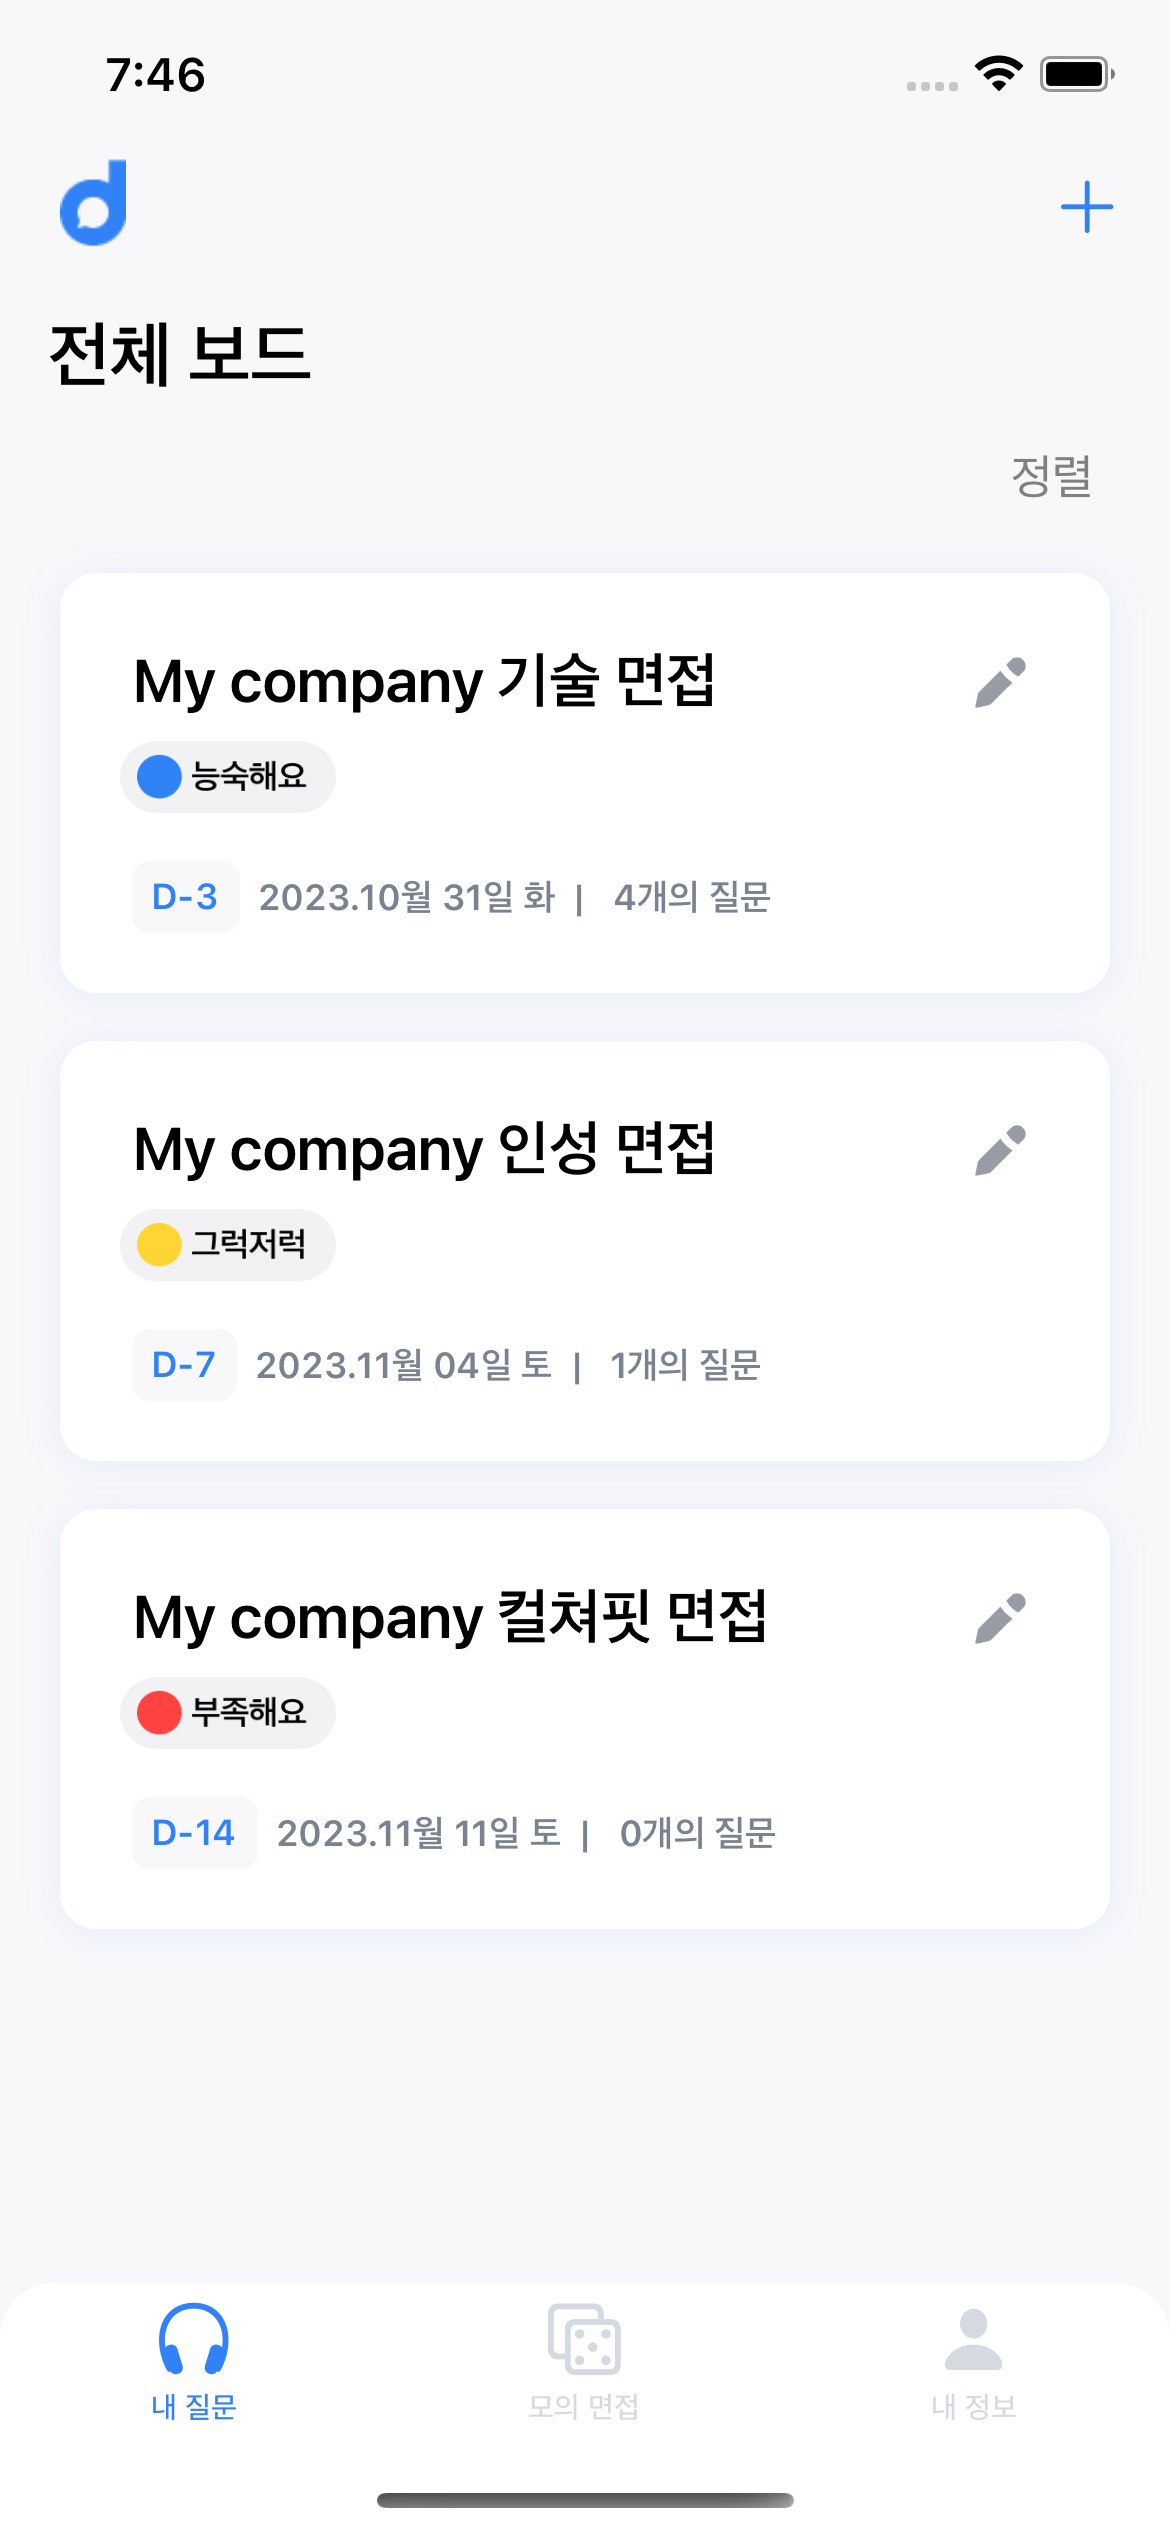 7:46
전체 보드
정렬
My company 기술 면접
능숙해요
D-3 2023.10월 31일 화 | 4개의 질문
My company 인성 면접
그럭저럭
D-7 2023.11월 04일 토 | 1개의 질문
My company 컬쳐핏 면접
부족해요
D-14 2023.11월 11일 토 | 0개의 질문
내 질문 모의 면접 내 정보